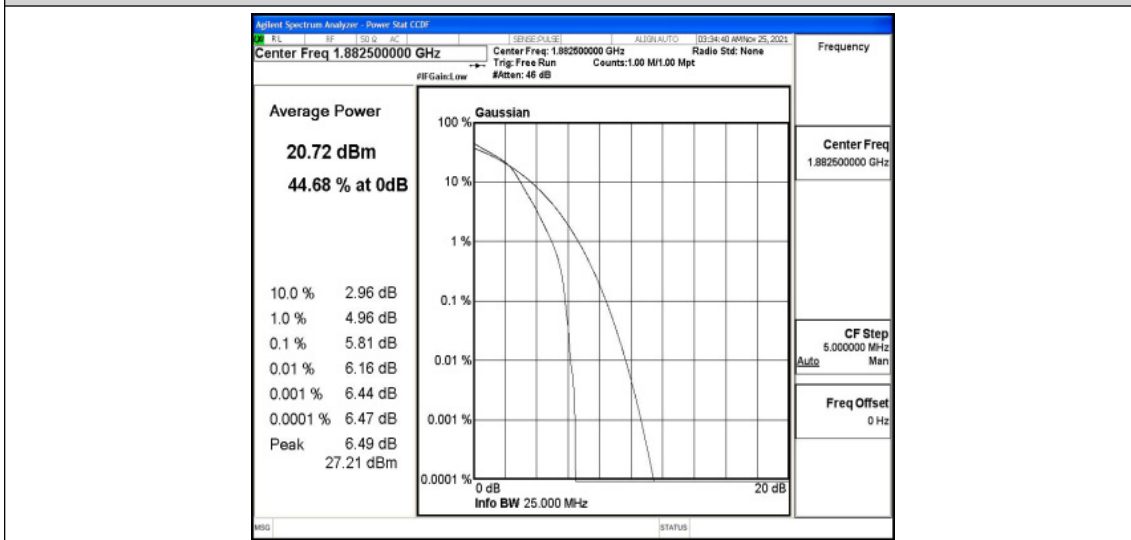 Agilent Spectrum Analyzer - Power Stat CCDF
RL RF 50 Ω AC SENSE:PULSE ALIGN AUTO 03:34:40 AM Nov 25, 2021
Center Freq 1.882500000 GHz
Center Freq: 1.882500000 GHz Radio Std: None
Trig: Free Run Counts:1.00 M/1.00 Mpt
#IFGain:Low #Atten: 46 dB
Frequency
Average Power
20.72 dBm
44.68 % at 0dB
10.0 % 2.96 dB
1.0 % 4.96 dB
0.1 % 5.81 dB
0.01 % 6.16 dB
0.001 % 6.44 dB
0.0001 % 6.47 dB
Peak 6.49 dB
27.21 dBm
Gaussian
100 %
10 %
1 %
0.1 %
0.01 %
0.001 %
0.0001 %
0 dB 20 dB
Info BW 25.000 MHz
Center Freq
1.882500000 GHz
CF Step
5.000000 MHz
Auto Man
Freq Offset
0 Hz
MSG STATUS